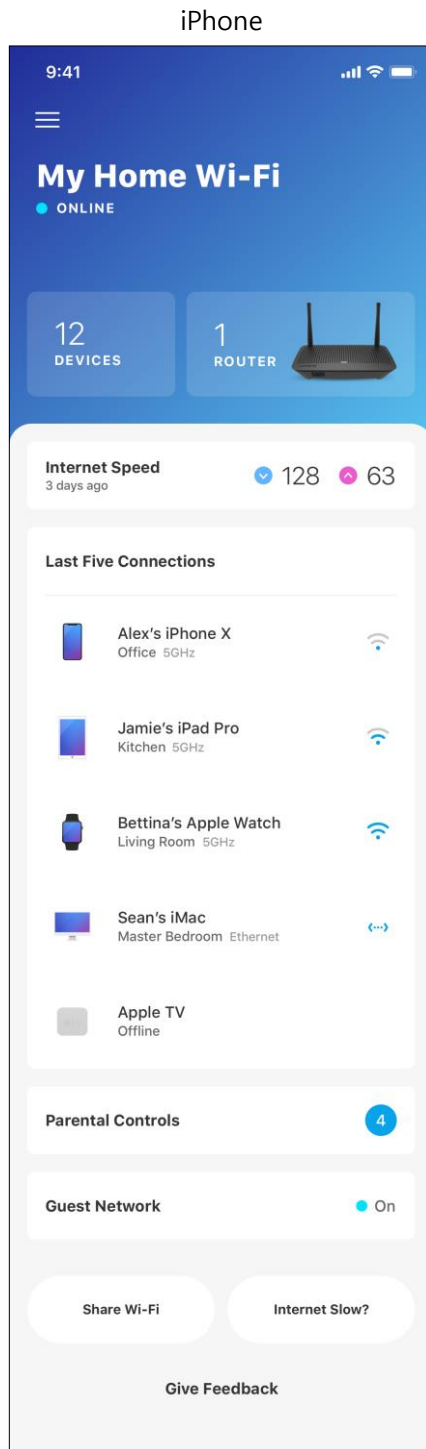 iPhone
9:41
My Home Wi-Fi
ONLINE
12
DEVICES
1
ROUTER
Internet Speed
3 days ago
128
63
Last Five Connections
Alex's iPhone X
Office 5GHz
Jamie's iPad Pro
Kitchen 5GHz
Bettina's Apple Watch
Living Room 5GHz
Sean's iMac
Master Bedroom Ethernet
Apple TV
Offline
Parental Controls
4
Guest Network
On
Share Wi-Fi
Internet Slow?
Give Feedback